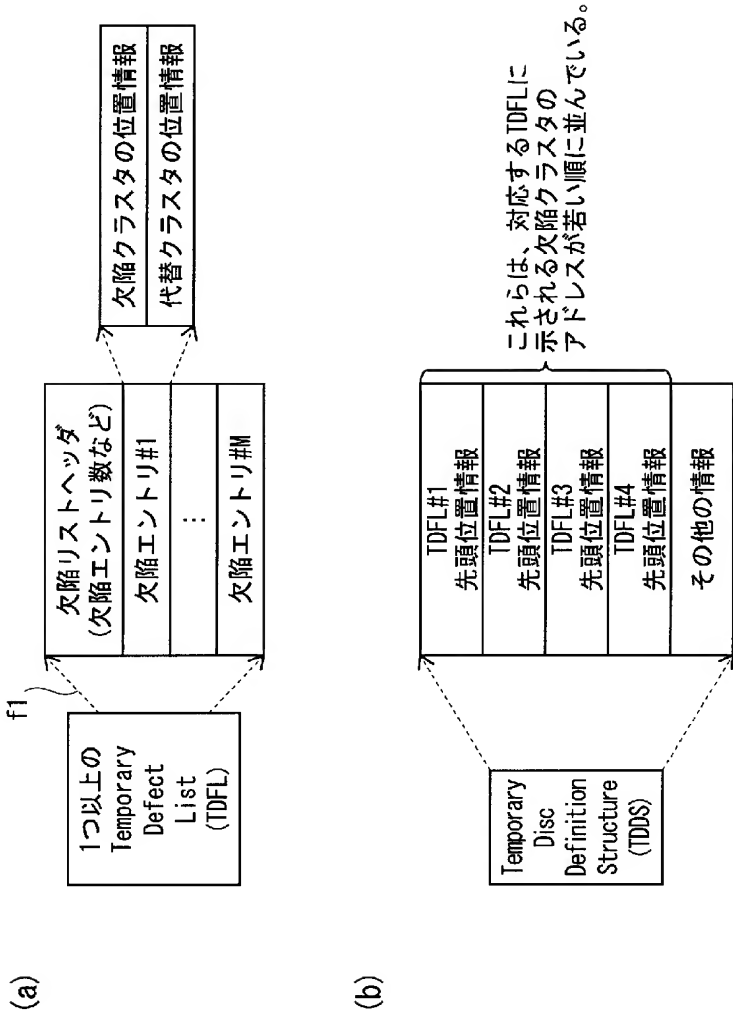 (a)
f1
1つ以上の
Temporary
Defect
List
(TDFL)
欠陥リストヘッダ
(欠陥エントリ数など)
欠陥エントリ#1
⋮
欠陥エントリ#M
欠陥クラスタの位置情報
代替クラスタの位置情報
(b)
Temporary
Disc
Definition
Structure
(TDDS)
TDFL#1
先頭位置情報
TDFL#2
先頭位置情報
TDFL#3
先頭位置情報
TDFL#4
先頭位置情報
その他の情報
これらは、対応するTDFLに
示される欠陥クラスタの
アドレスが若い順に並んでいる。